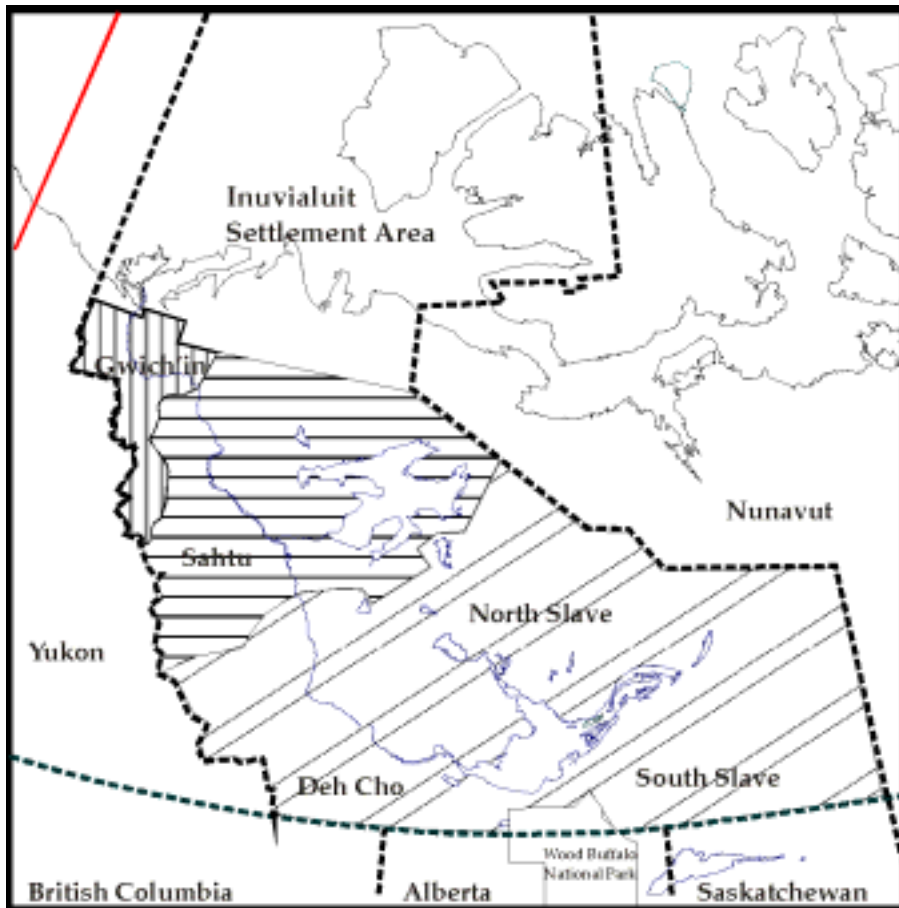 Inuvialuit
Settlement Area
Gwich'in
Nunavut
Sahtu
North Slave
Yukon
Deh Cho
South Slave
Wood Buffalo
National Park
British Columbia
Alberta
Saskatchewan